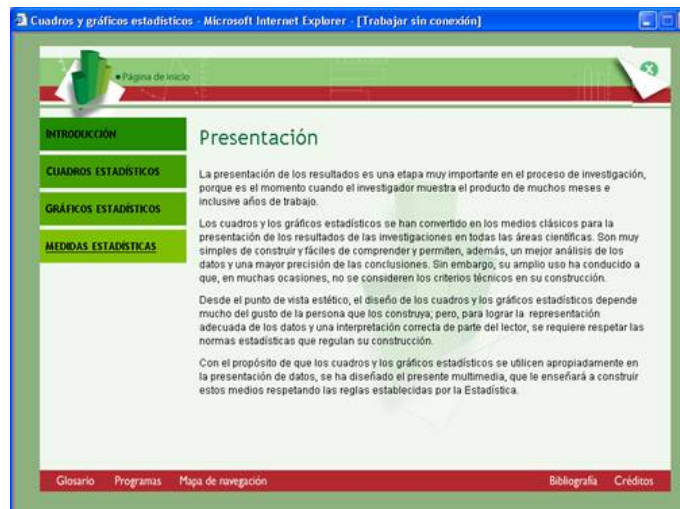 Cuadros y gráficos estadísticos - Microsoft Internet Explorer - [Trabajar sin conexión]
Página de inicio
INTRODUCCIÓN
CUADROS ESTADÍSTICOS
GRÁFICOS ESTADÍSTICOS
MEDIDAS ESTADÍSTICAS
Presentación
La presentación de los resultados es una etapa muy importante en el proceso de investigación,
porque es el momento cuando el investigador muestra el producto de muchos meses e
inclusive años de trabajo.
Los cuadros y los gráficos estadísticos se han convertido en los medios clásicos para la
presentación de los resultados de las investigaciones en todas las áreas científicas. Son muy
simples de construir y fáciles de comprender y permiten, además, un mejor análisis de los
datos y una mayor precisión de las conclusiones. Sin embargo, su amplio uso ha conducido a
que, en muchas ocasiones, no se consideren los criterios técnicos en su construcción.
Desde el punto de vista estético, el diseño de los cuadros y los gráficos estadísticos depende
mucho del gusto de la persona que los construya; pero, para lograr la representación
adecuada de los datos y una interpretación correcta de parte del lector, se requiere respetar las
normas estadísticas que regulan su construcción.
Con el propósito de que los cuadros y los gráficos estadísticos se utilicen apropiadamente en
la presentación de datos, se ha diseñado el presente multimedia, que le enseñará a construir
estos medios respetando las reglas establecidas por la Estadística.
Glosario Programas Mapa de navegación Bibliografía Créditos